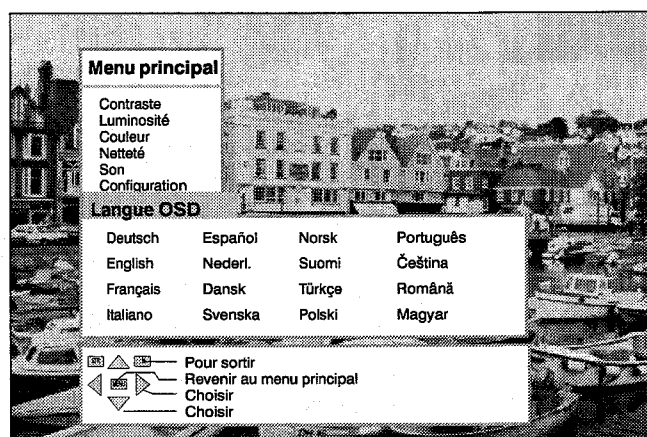 Menu principal
Contraste
Luminosité
Couleur
Netteté
Son
Configuration
Langue OSD
Deutsch Español Norsk Português
English Nederl. Suomi Čeština
Français Dansk Türkçe Română
Italiano Svenska Polski Magyar
Pour sortir
Revenir au menu principal
Choisir
Choisir